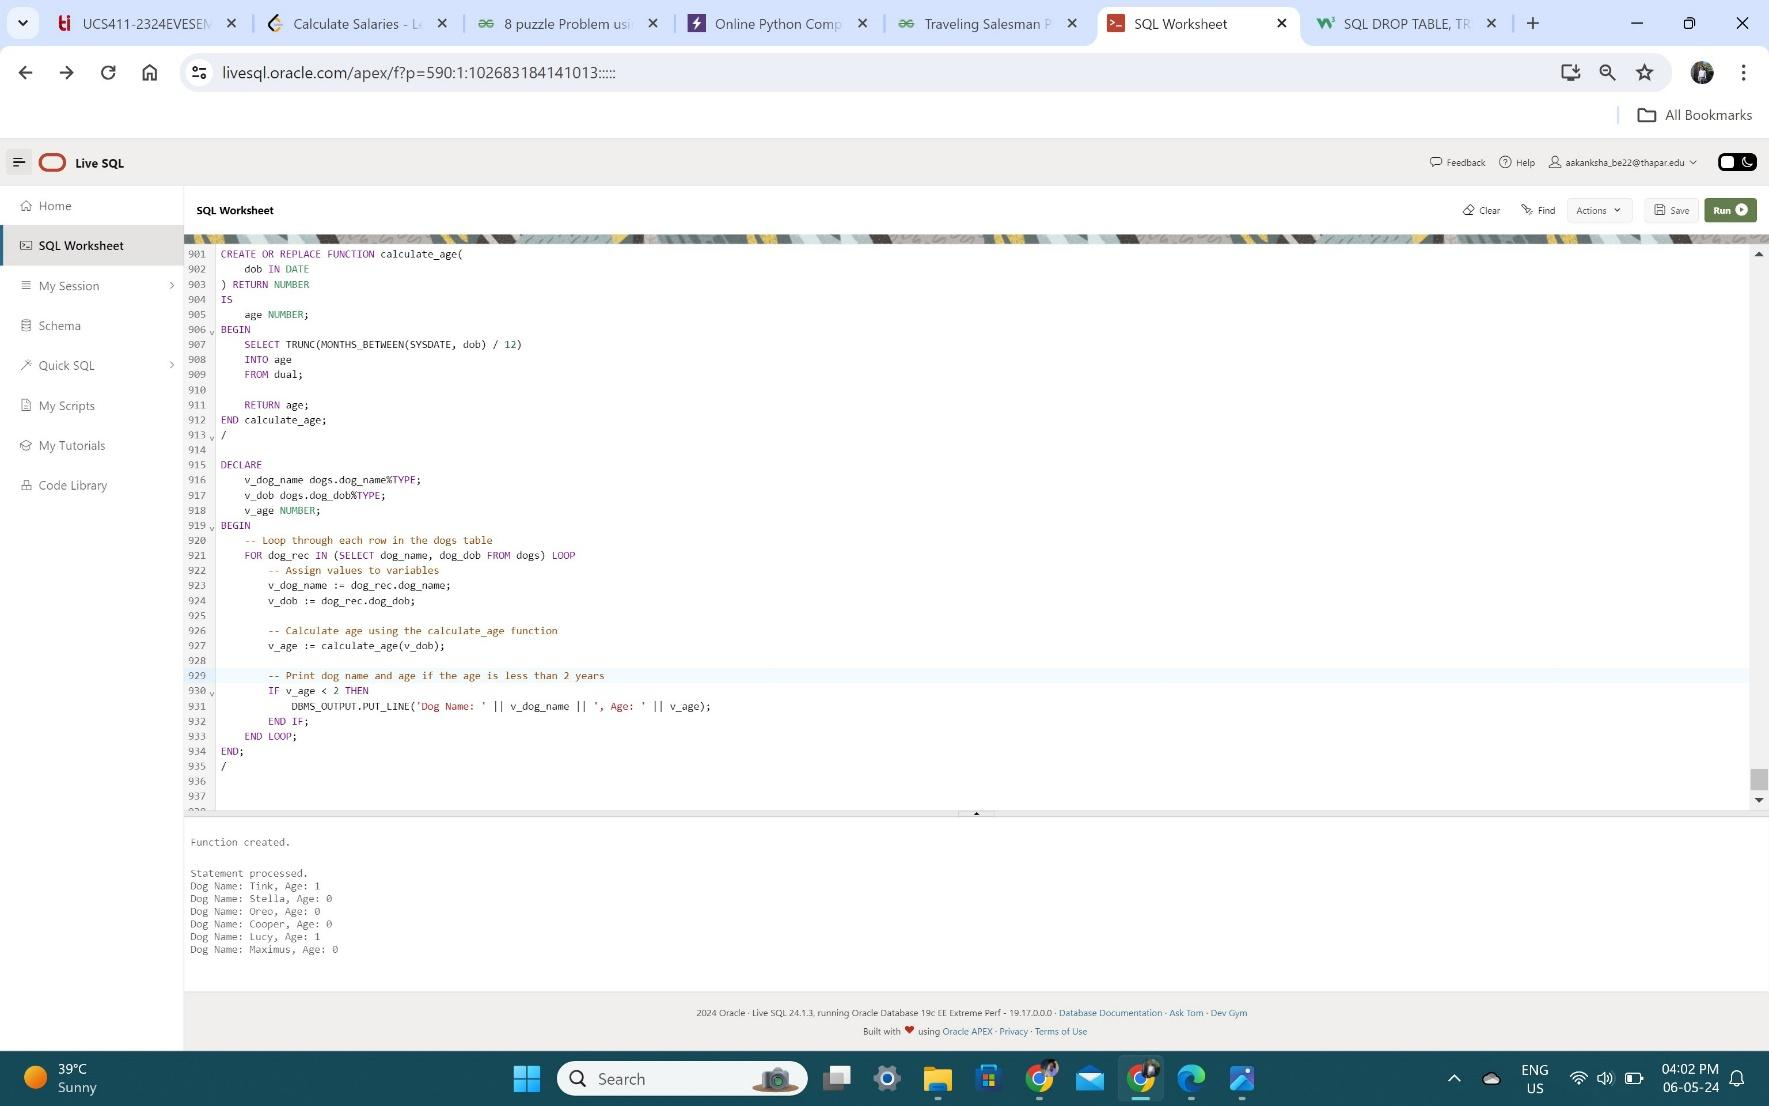 UCS411-2324EVESEM
Calculate Salaries - Le
8 puzzle Problem usi
Online Python Comp
Traveling Salesman P
SQL Worksheet
SQL DROP TABLE, TR
livesql.oracle.com/apex/f?p=590:1:102683184141013:::::
All Bookmarks
Live SQL
Feedback
Help
aakanksha_be22@thapar.edu
Home
SQL Worksheet
My Session
Schema
Quick SQL
My Scripts
My Tutorials
Code Library
SQL Worksheet
Clear
Find
Actions
Save
Run
901 CREATE OR REPLACE FUNCTION calculate_age(
902 dob IN DATE
903 ) RETURN NUMBER
904 IS
905 age NUMBER;
906 BEGIN
907 SELECT TRUNC(MONTHS_BETWEEN(SYSDATE, dob) / 12)
908 INTO age
909 FROM dual;
910
911 RETURN age;
912 END calculate_age;
913 /
914
915 DECLARE
916 v_dog_name dogs.dog_name%TYPE;
917 v_dob dogs.dog_dob%TYPE;
918 v_age NUMBER;
919 BEGIN
920 -- Loop through each row in the dogs table
921 FOR dog_rec IN (SELECT dog_name, dog_dob FROM dogs) LOOP
922 -- Assign values to variables
923 v_dog_name := dog_rec.dog_name;
924 v_dob := dog_rec.dog_dob;
925
926 -- Calculate age using the calculate_age function
927 v_age := calculate_age(v_dob);
928
929 -- Print dog name and age if the age is less than 2 years
930 IF v_age < 2 THEN
931 DBMS_OUTPUT.PUT_LINE('Dog Name: ' || v_dog_name || ', Age: ' || v_age);
932 END IF;
933 END LOOP;
934 END;
935 /
936
937
Function created.
Statement processed.
Dog Name: Tink, Age: 1
Dog Name: Stella, Age: 0
Dog Name: Oreo, Age: 0
Dog Name: Cooper, Age: 0
Dog Name: Lucy, Age: 1
Dog Name: Maximus, Age: 0
2024 Oracle · Live SQL 24.1.3, running Oracle Database 19c EE Extreme Perf - 19.17.0.0.0 · Database Documentation · Ask Tom · Dev Gym
Built with ♥ using Oracle APEX · Privacy · Terms of Use
39°C
Sunny
Search
ENG
US
04:02 PM
06-05-24